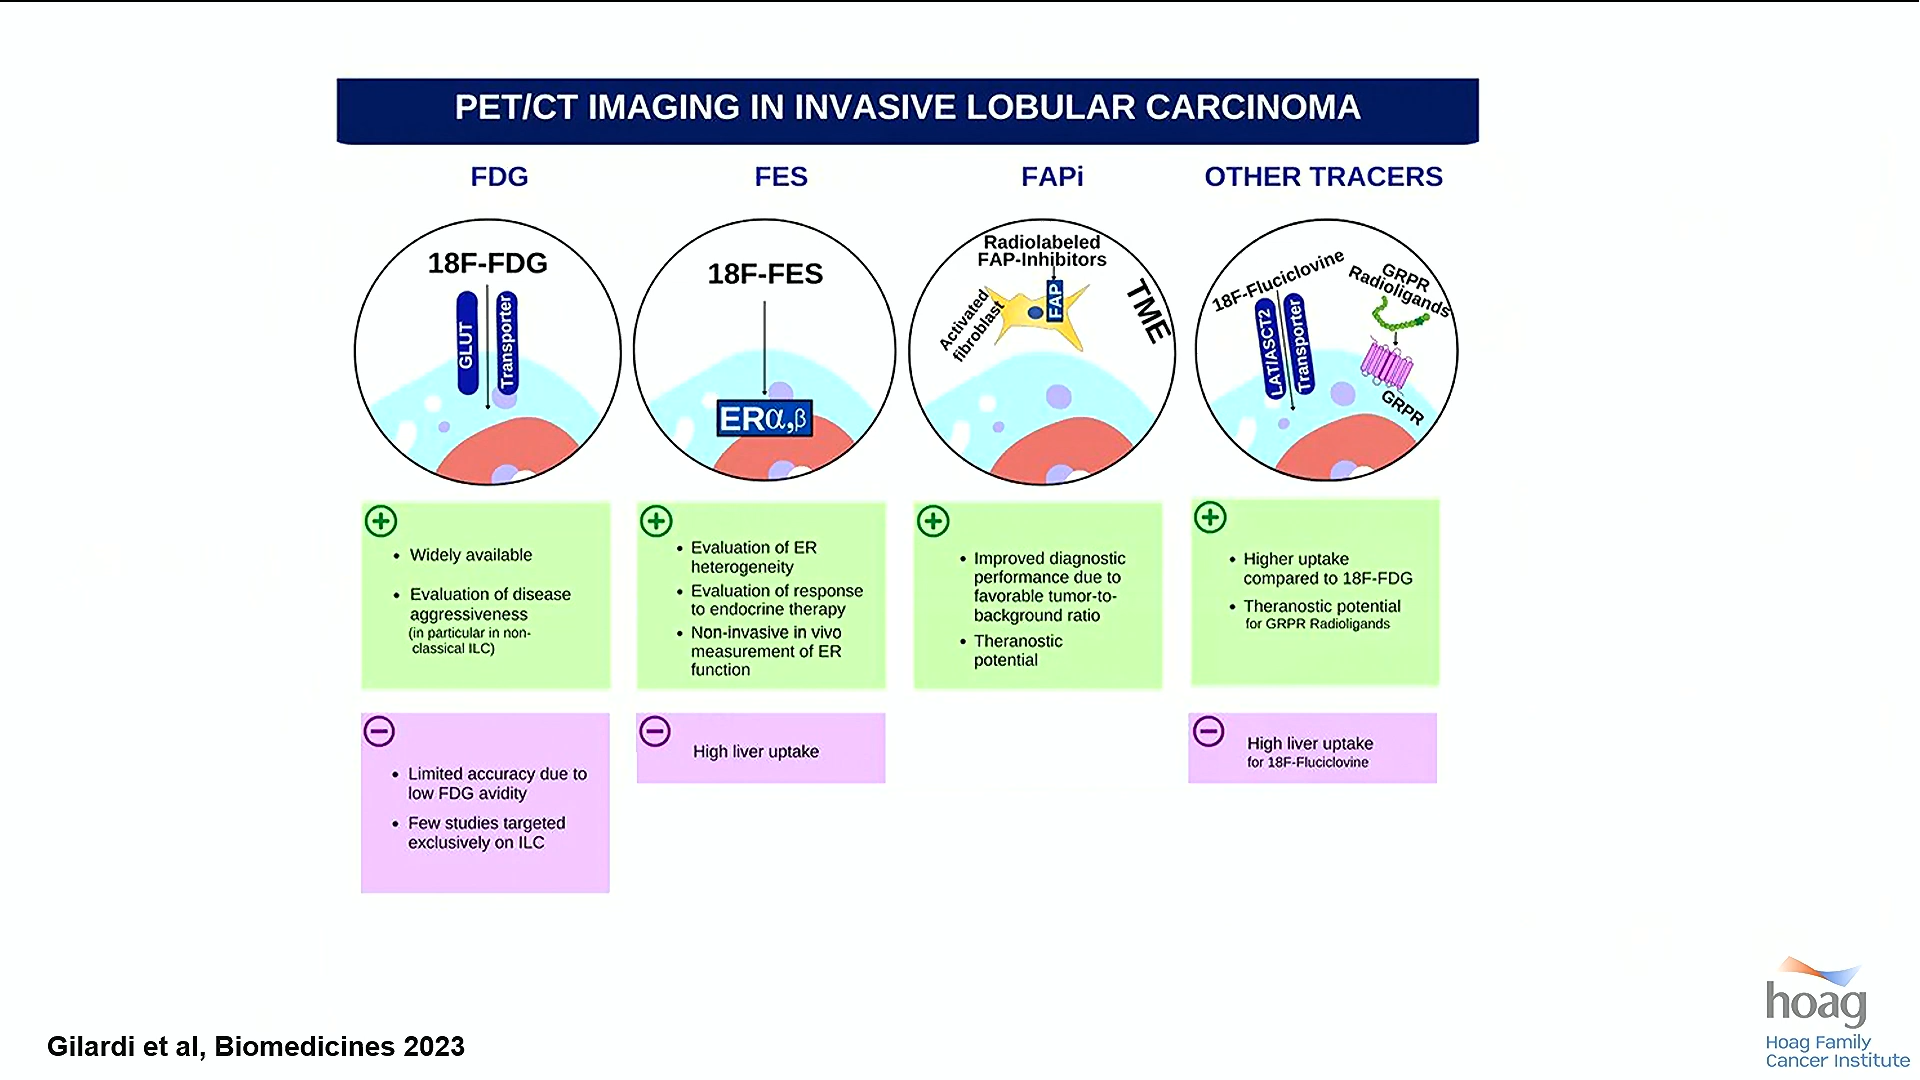 PET/CT IMAGING IN INVASIVE LOBULAR CARCINOMA
FDG
18F-FDG
GLUT
Transporter
Widely available
Evaluation of disease
aggressiveness
(in particular in non-
classical ILC)
Limited accuracy due to
low FDG avidity
Few studies targeted
exclusively on ILC
FES
18F-FES
ERα,β
Evaluation of ER
heterogeneity
Evaluation of response
to endocrine therapy
Non-invasive in vivo
measurement of ER
function
High liver uptake
FAPi
Radiolabeled
FAP-Inhibitors
Activated
fibroblast
FAP
TME
Improved diagnostic
performance due to
favorable tumor-to-
background ratio
Theranostic
potential
OTHER TRACERS
18F-Fluciclovine
LAT/ASCT2
Transporter
GRPR
Radioligands
GRPR
Higher uptake
compared to 18F-FDG
Theranostic potential
for GRPR Radioligands
High liver uptake
for 18F-Fluciclovine
Gilardi et al, Biomedicines 2023
hoag
Hoag Family
Cancer Institute